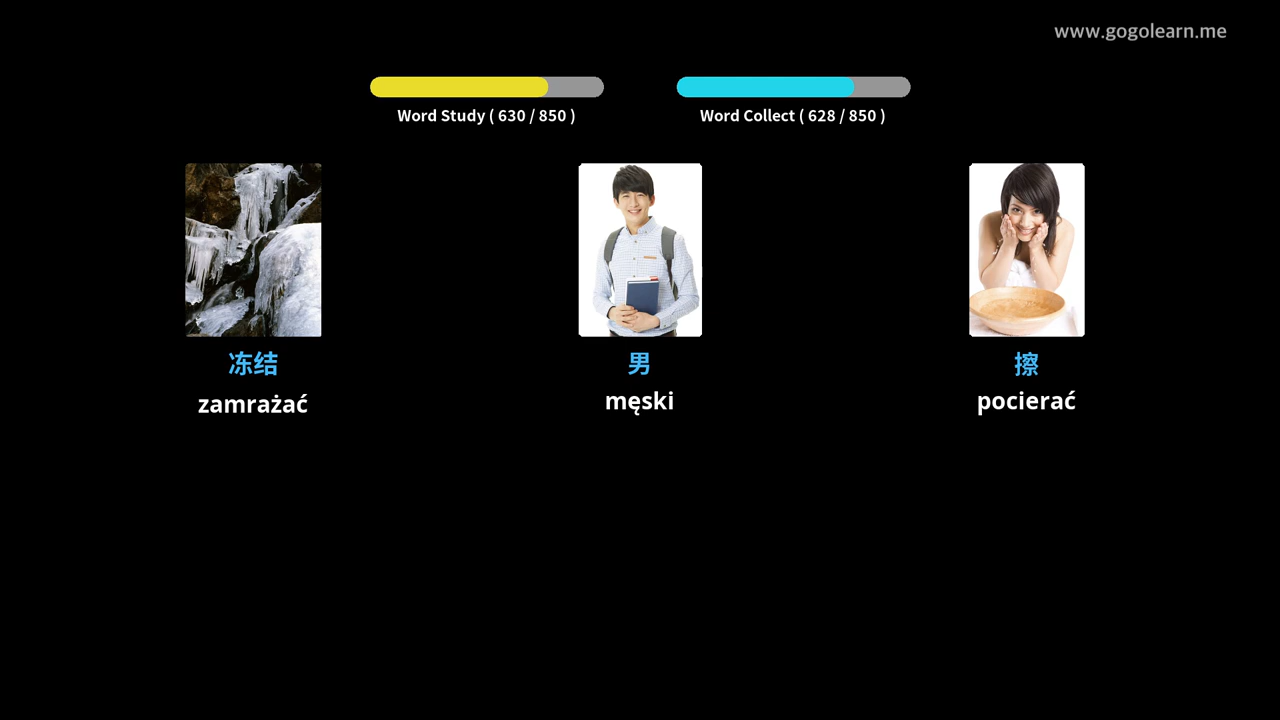 www.gogolearn.me
Word Study ( 630 / 850 )
Word Collect ( 628 / 850 )
冻结
男
擦
zamrażać
męski
pocierać